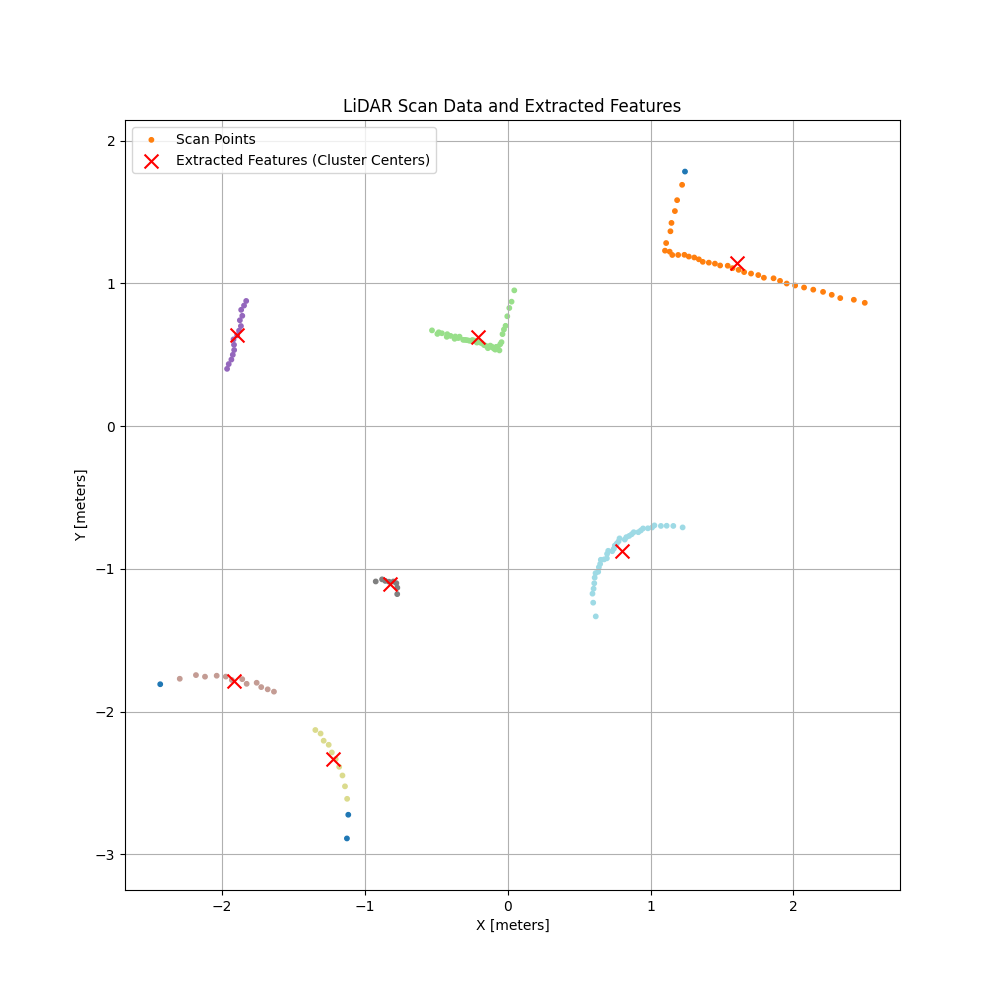 LiDAR Scan Data and Extracted Features
Scan Points
Extracted Features (Cluster Centers)
2
1
0
−1
−2
−3
Y [meters]
−2 −1 0 1 2
X [meters]